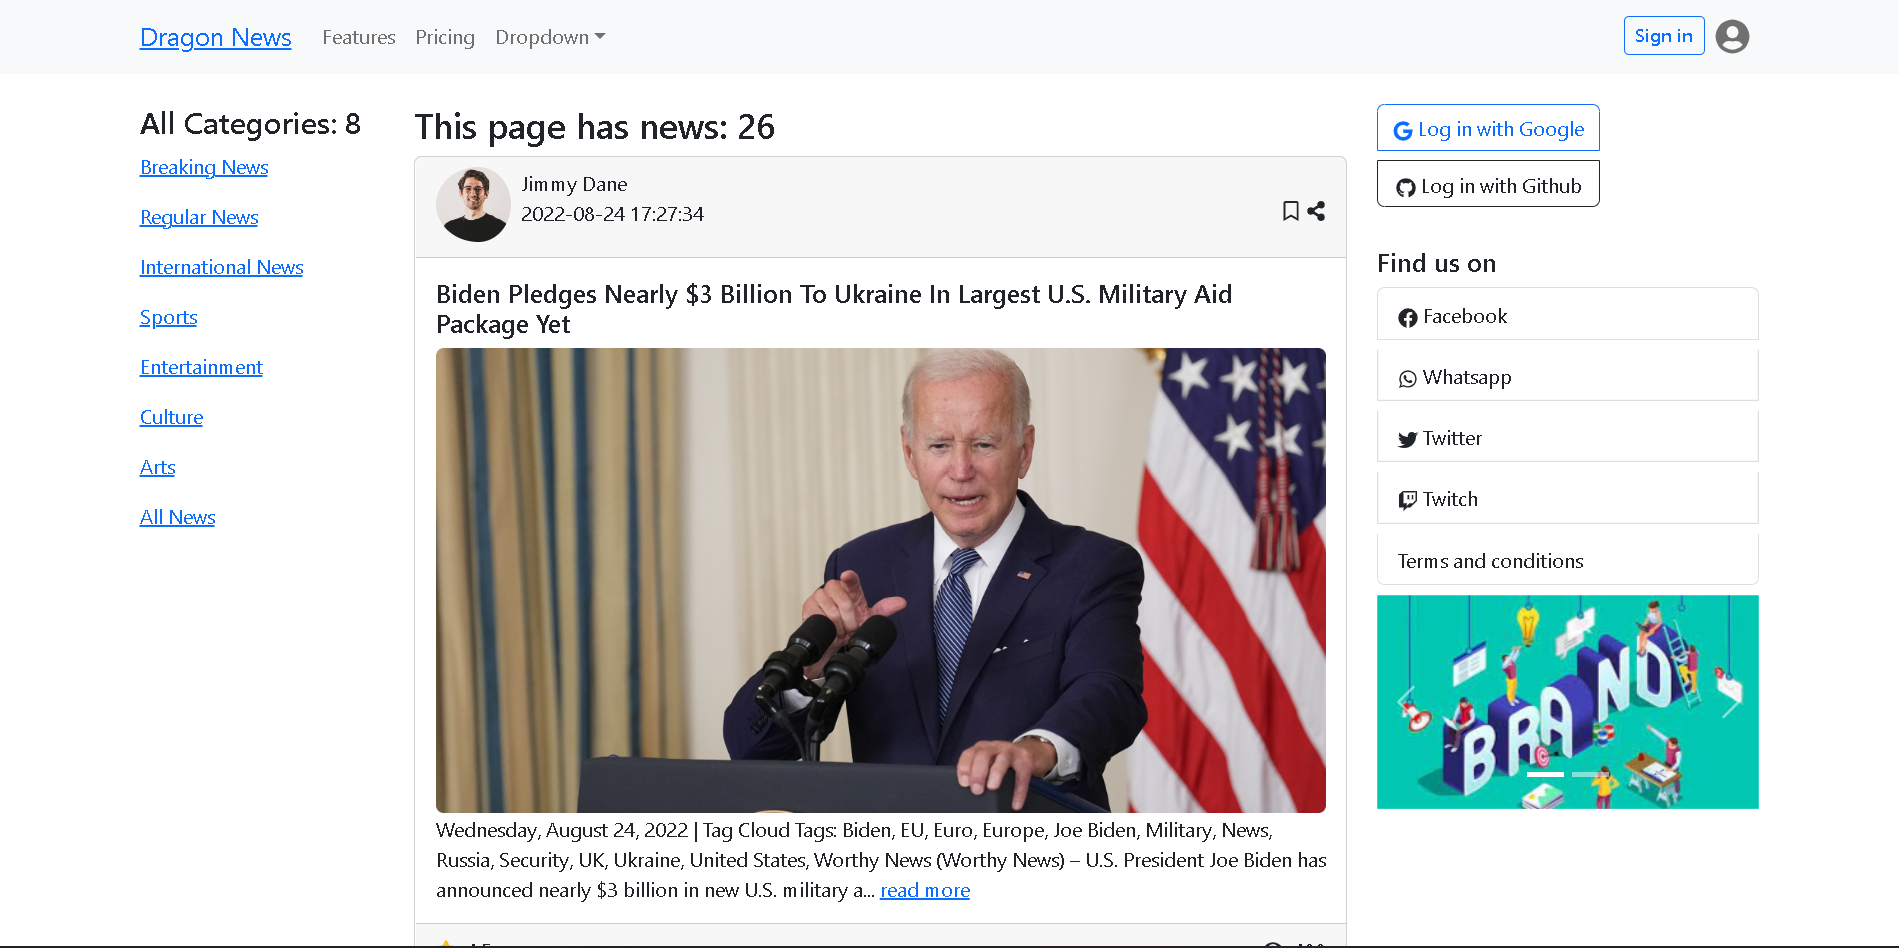 Dragon News Features Pricing Dropdown Sign in
All Categories: 8
Breaking News
Regular News
International News
Sports
Entertainment
Culture
Arts
All News
This page has news: 26
Jimmy Dane
2022-08-24 17:27:34
Biden Pledges Nearly $3 Billion To Ukraine In Largest U.S. Military Aid
Package Yet
Wednesday, August 24, 2022 | Tag Cloud Tags: Biden, EU, Euro, Europe, Joe Biden, Military, News,
Russia, Security, UK, Ukraine, United States, Worthy News (Worthy News) – U.S. President Joe Biden has
announced nearly $3 billion in new U.S. military a... read more
Log in with Google
Log in with Github
Find us on
Facebook
Whatsapp
Twitter
Twitch
Terms and conditions
BRAND